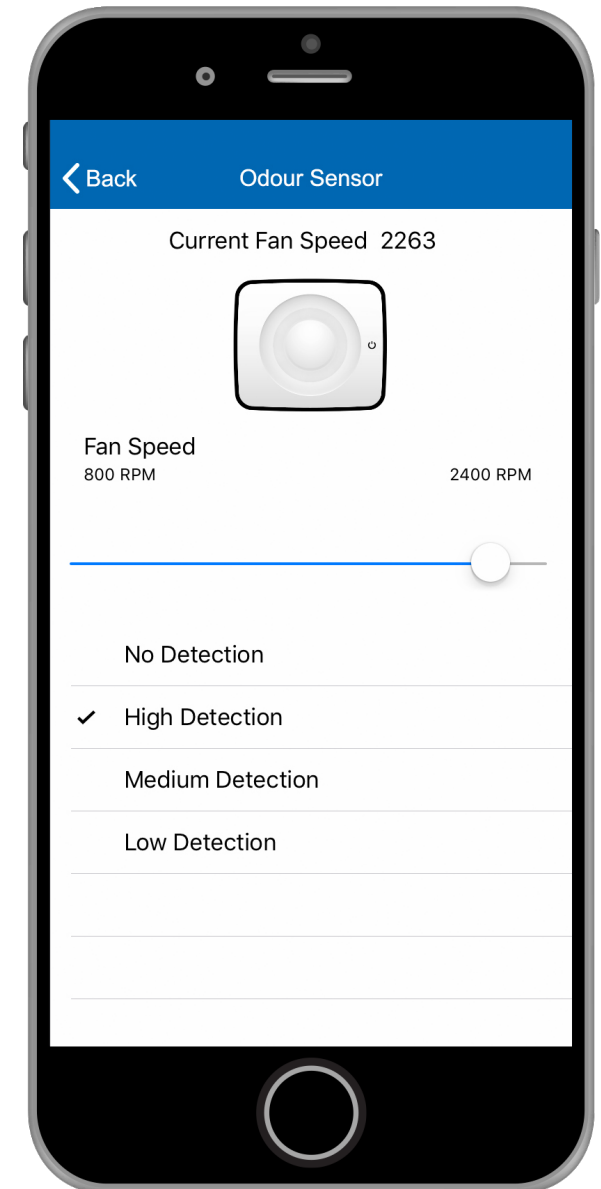 Back Odour Sensor
Current Fan Speed 2263
Fan Speed
800 RPM 2400 RPM
No Detection
High Detection
Medium Detection
Low Detection